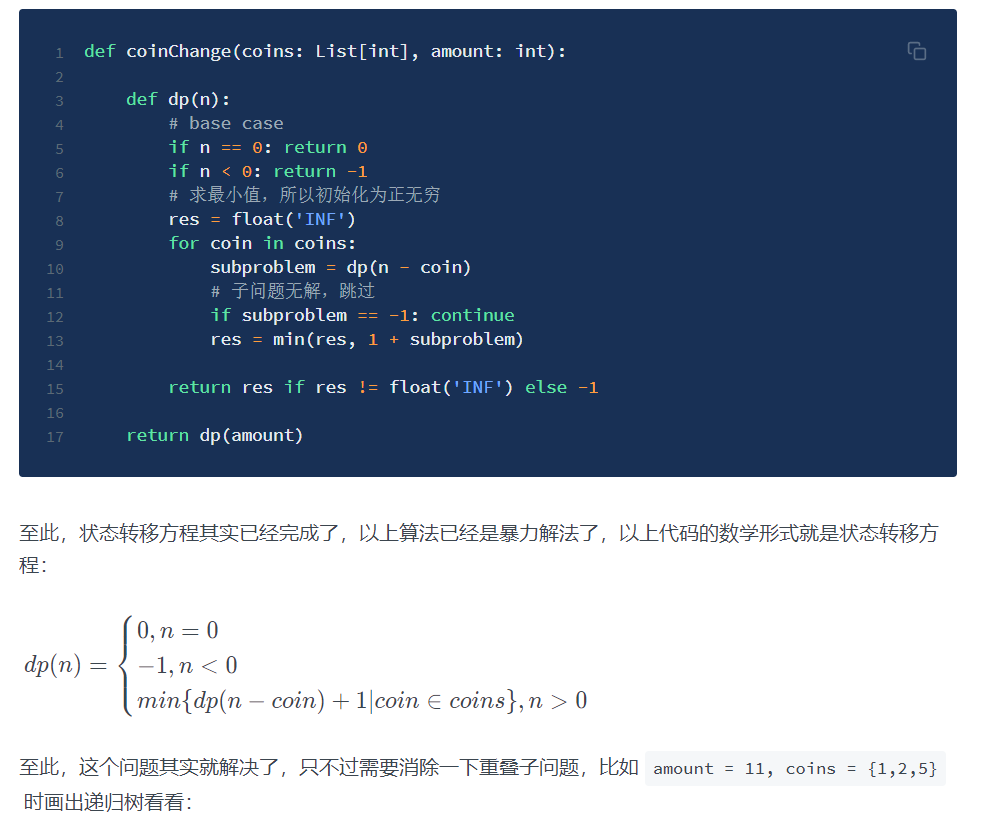 1 def coinChange(coins: List[int], amount: int):
2
3     def dp(n):
4         # base case
5         if n == 0: return 0
6         if n < 0: return -1
7         # 求最小值，所以初始化为正无穷
8         res = float('INF')
9         for coin in coins:
10             subproblem = dp(n - coin)
11             # 子问题无解，跳过
12             if subproblem == -1: continue
13             res = min(res, 1 + subproblem)
14
15         return res if res != float('INF') else -1
16
17     return dp(amount)
至此，状态转移方程其实已经完成了，以上算法已经是暴力解法了，以上代码的数学形式就是状态转移方
程：
dp(n) = {
0, n = 0
−1, n < 0
min{dp(n − coin) + 1|coin ∈ coins}, n > 0
至此，这个问题其实就解决了，只不过需要消除一下重叠子问题，比如 amount = 11, coins = {1,2,5}
时画出递归树看看：